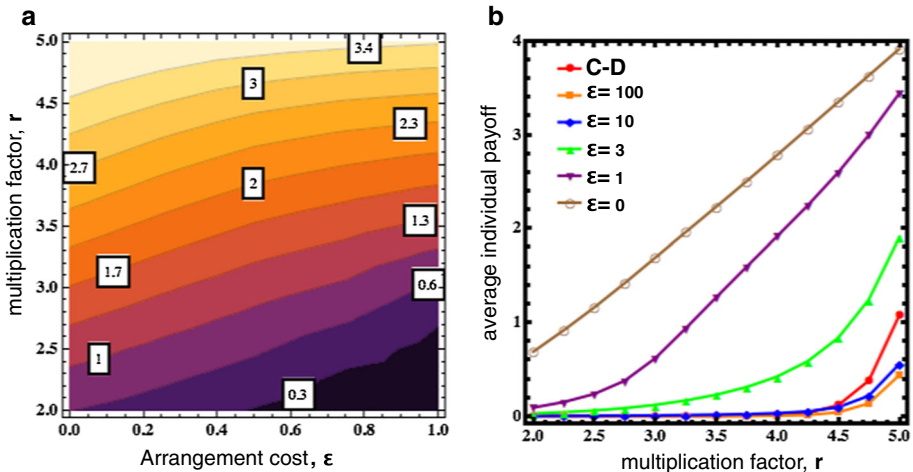 a
b
5.0
4.5
4.0
3.5
3.0
2.5
2.0
multiplication factor, r
3.4
3
2.3
2.7
2
1.3
1.7
0.6
1
0.3
0.0
0.2
0.4
0.6
0.8
1.0
Arrangement cost, ε
4
3
2
1
0
average individual payoff
C-D
ε= 100
ε= 10
ε= 3
ε= 1
ε= 0
2.0
2.5
3.0
3.5
4.0
4.5
5.0
multiplication factor, r